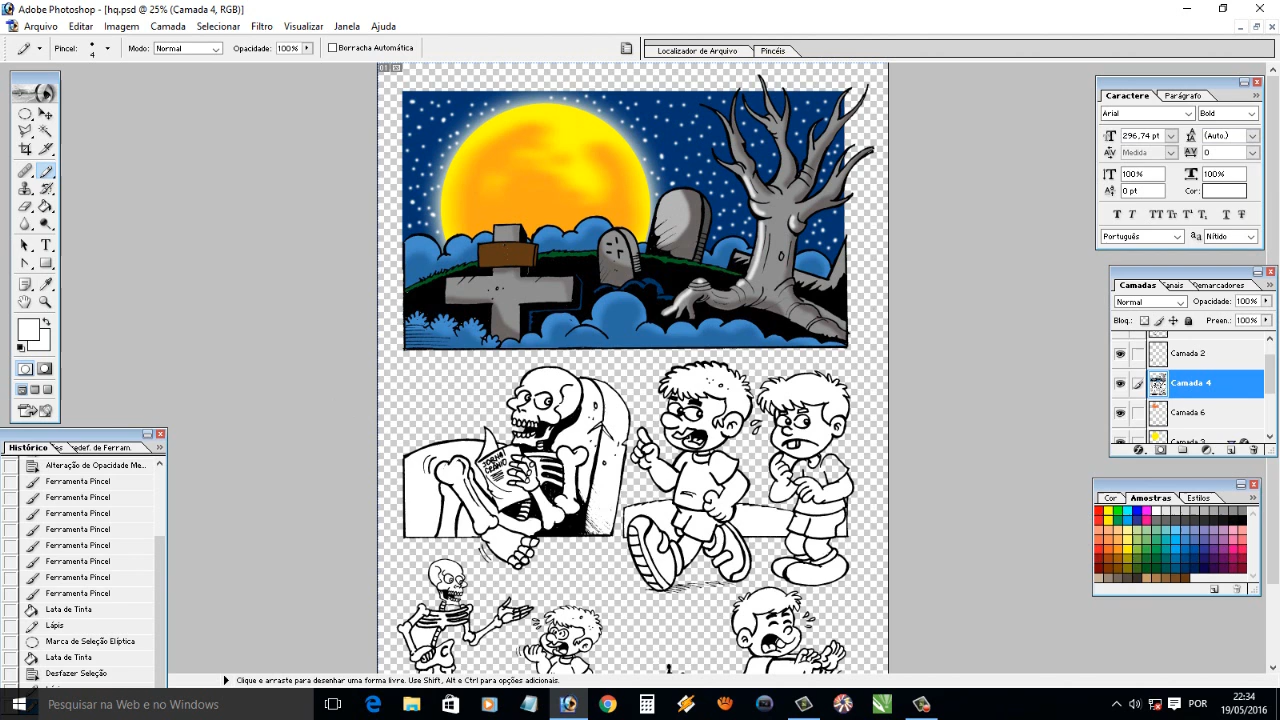 Adobe Photoshop - [hq.psd @ 25% (Camada 4, RGB)]
Arquivo Editar Imagem Camada Selecionar Filtro Visualizar Janela Ajuda
Pincel: 4 Modo: Normal Opacidade: 100% Borracha Automática
Localizador de Arquivo Pincéis
01
Caractere Parágrafo
Arial Bold
296,74 pt (Auto.)
Medida 0
100% 100%
0 pt Cor:
Português Nítido
Camadas Demarcadores
Normal Opacidade: 100%
Bloq.: Preen.: 100%
Camada 2
Camada 4
Camada 6
Histórico
Alteração de Opacidade Me...
Ferramenta Pincel
Ferramenta Pincel
Ferramenta Pincel
Ferramenta Pincel
Ferramenta Pincel
Ferramenta Pincel
Ferramenta Pincel
Ferramenta Pincel
Lata de Tinta
Lápis
Marca de Seleção Elíptica
Lata de Tinta
Desfazer Seleção
Cor Amostras Estilos
JORNAL
CRÂNIO
Clique e arraste para desenhar uma forma livre. Use Shift, Alt e Ctrl para opções adicionais.
Pesquisar na Web e no Windows
POR
22:34
19/05/2016